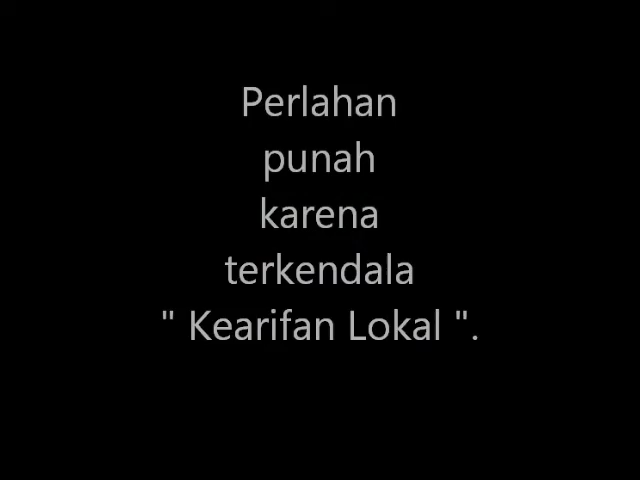 Perlahan
punah
karena
terkendala
" Kearifan Lokal ".